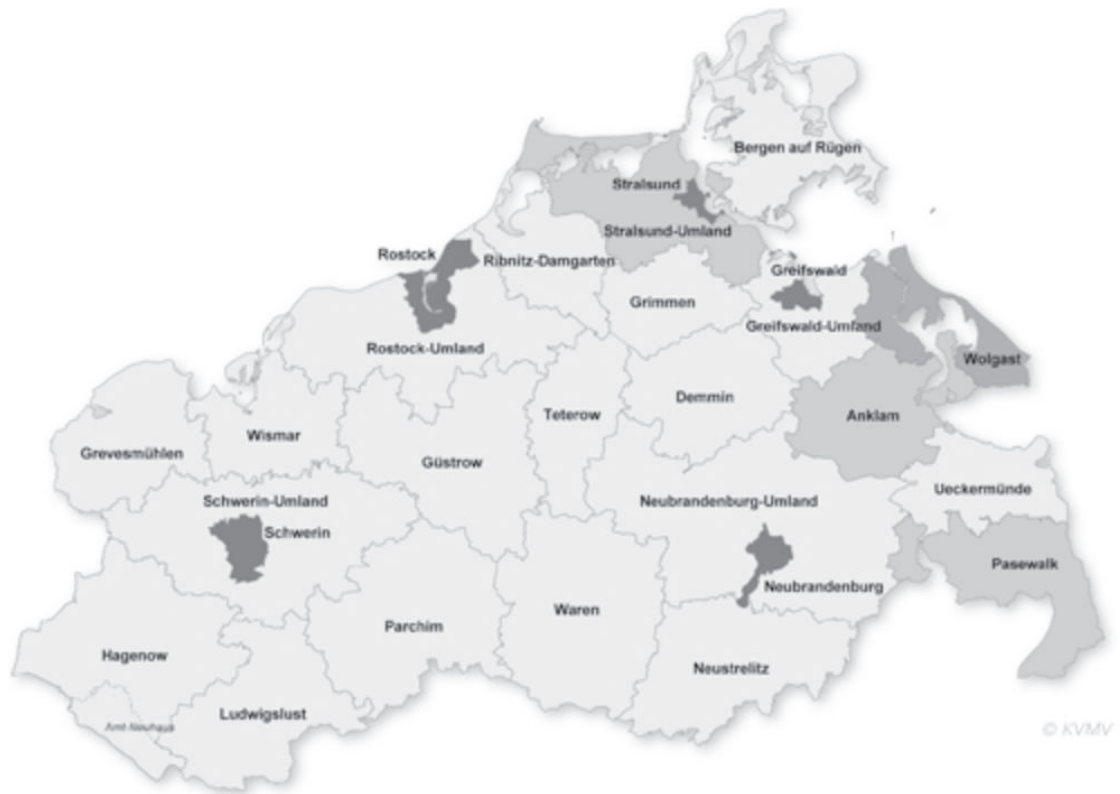 Bergen auf Rügen
Stralsund
Stralsund-Umland
Rostock
Ribnitz-Damgarten
Greifswald
Grimmen
Greifswald-Umland
Rostock-Umland
Wolgast
Demmin
Teterow
Anklam
Wismar
Grevesmühlen
Güstrow
Ueckermünde
Schwerin-Umland
Neubrandenburg-Umland
Schwerin
Pasewalk
Neubrandenburg
Waren
Parchim
Hagenow
Neustrelitz
Ludwigslust
Amt Neuhaus
© KVMV